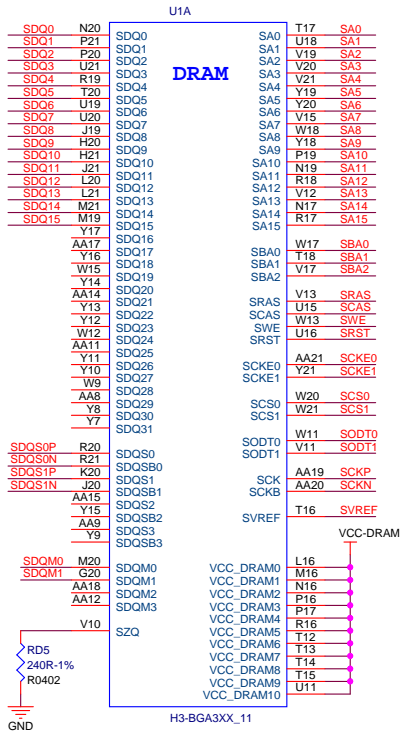 U1A
DRAM
SDQ0 N20 SDQ0 SA0 T17 SA0
SDQ1 P21 SDQ1 SA1 U18 SA1
SDQ2 P20 SDQ2 SA2 V19 SA2
SDQ3 U21 SDQ3 SA3 V20 SA3
SDQ4 R19 SDQ4 SA4 V21 SA4
SDQ5 T20 SDQ5 SA5 Y19 SA5
SDQ6 U19 SDQ6 SA6 Y20 SA6
SDQ7 U20 SDQ7 SA7 V15 SA7
SDQ8 J19 SDQ8 SA8 W18 SA8
SDQ9 H20 SDQ9 SA9 Y18 SA9
SDQ10 H21 SDQ10 SA10 P19 SA10
SDQ11 J21 SDQ11 SA11 N19 SA11
SDQ12 L20 SDQ12 SA12 R18 SA12
SDQ13 L21 SDQ13 SA13 V12 SA13
SDQ14 M21 SDQ14 SA14 N17 SA14
SDQ15 M19 SDQ15 SA15 R17 SA15
Y17 SDQ16
AA17 SDQ17 SBA0 W17 SBA0
Y16 SDQ18 SBA1 T18 SBA1
W15 SDQ19 SBA2 V17 SBA2
Y14 SDQ20
AA14 SDQ21 SRAS V13 SRAS
Y13 SDQ22 SCAS U15 SCAS
Y12 SDQ23 SWE W13 SWE
W12 SDQ24 SRST U16 SRST
AA11 SDQ25
Y11 SDQ26 SCKE0 AA21 SCKE0
Y10 SDQ27 SCKE1 Y21 SCKE1
W9 SDQ28
AA8 SDQ29 SCS0 W20 SCS0
Y8 SDQ30 SCS1 W21 SCS1
Y7 SDQ31
SODT0 W11 SODT0
SDQS0P R20 SDQS0 SODT1 V11 SODT1
SDQS0N R21 SDQSB0
SDQS1P K20 SDQS1 SCK AA19 SCKP
SDQS1N J20 SDQSB1 SCKB AA20 SCKN
AA15 SDQS2
Y15 SDQSB2 SVREF T16 SVREF
AA9 SDQS3
Y9 SDQSB3
VCC-DRAM
SDQM0 M20 SDQM0 VCC_DRAM0 L16
SDQM1 G20 SDQM1 VCC_DRAM1 M16
AA18 SDQM2 VCC_DRAM2 N16
AA12 SDQM3 VCC_DRAM3 P16
VCC_DRAM4 P17
V10 SZQ VCC_DRAM5 R16
VCC_DRAM6 T12
VCC_DRAM7 T13
VCC_DRAM8 T14
VCC_DRAM9 T15
VCC_DRAM10 U11
RD5
240R-1%
R0402
GND
H3-BGA3XX_11